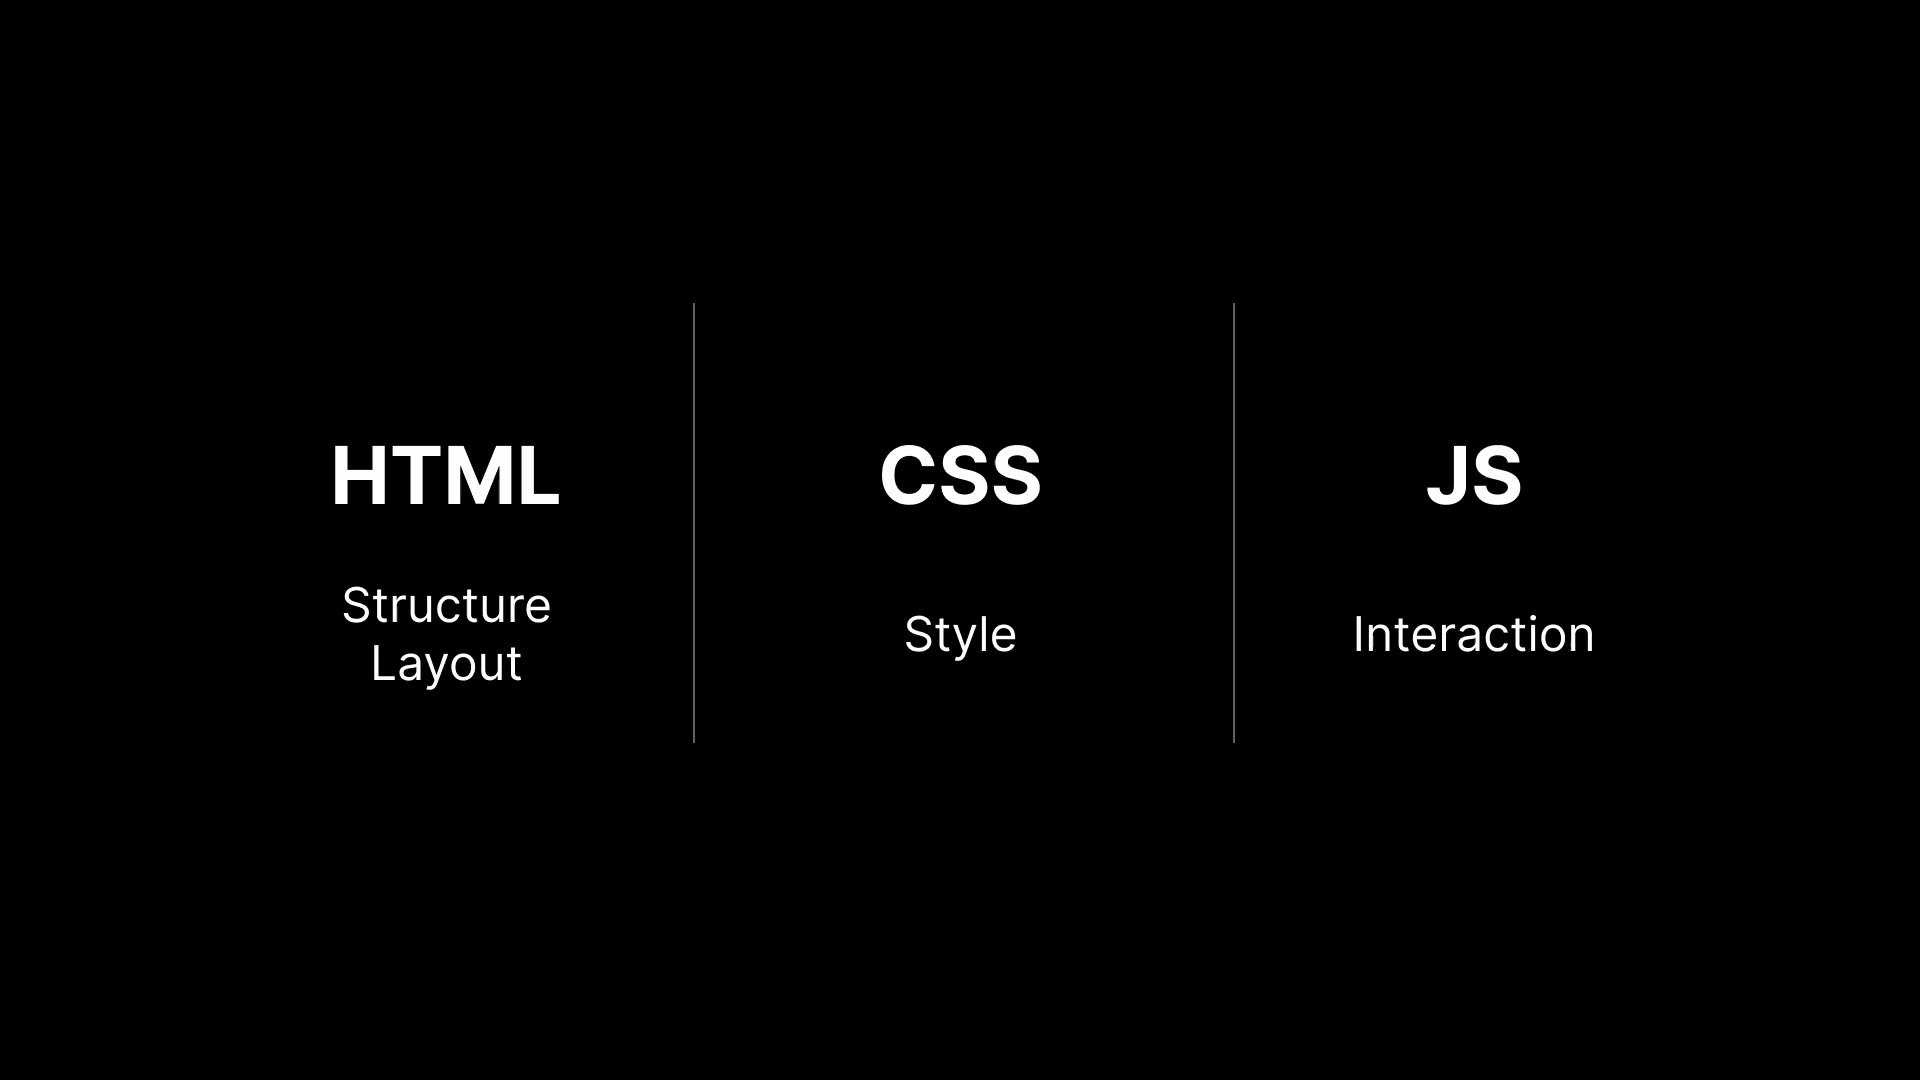 HTML
Structure
Layout
CSS
Style
JS
Interaction